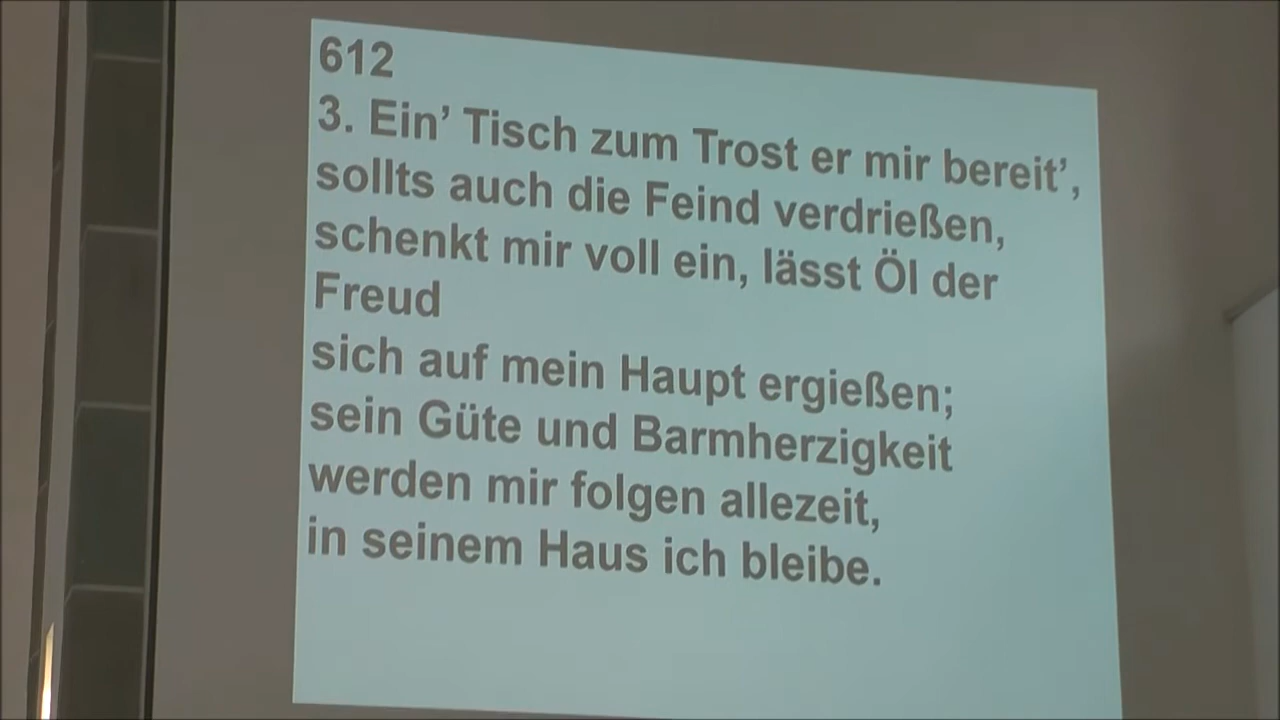 612
3. Ein’ Tisch zum Trost er mir bereit’,
sollts auch die Feind verdrießen,
schenkt mir voll ein, lässt Öl der
Freud
sich auf mein Haupt ergießen;
sein Güte und Barmherzigkeit
werden mir folgen allezeit,
in seinem Haus ich bleibe.